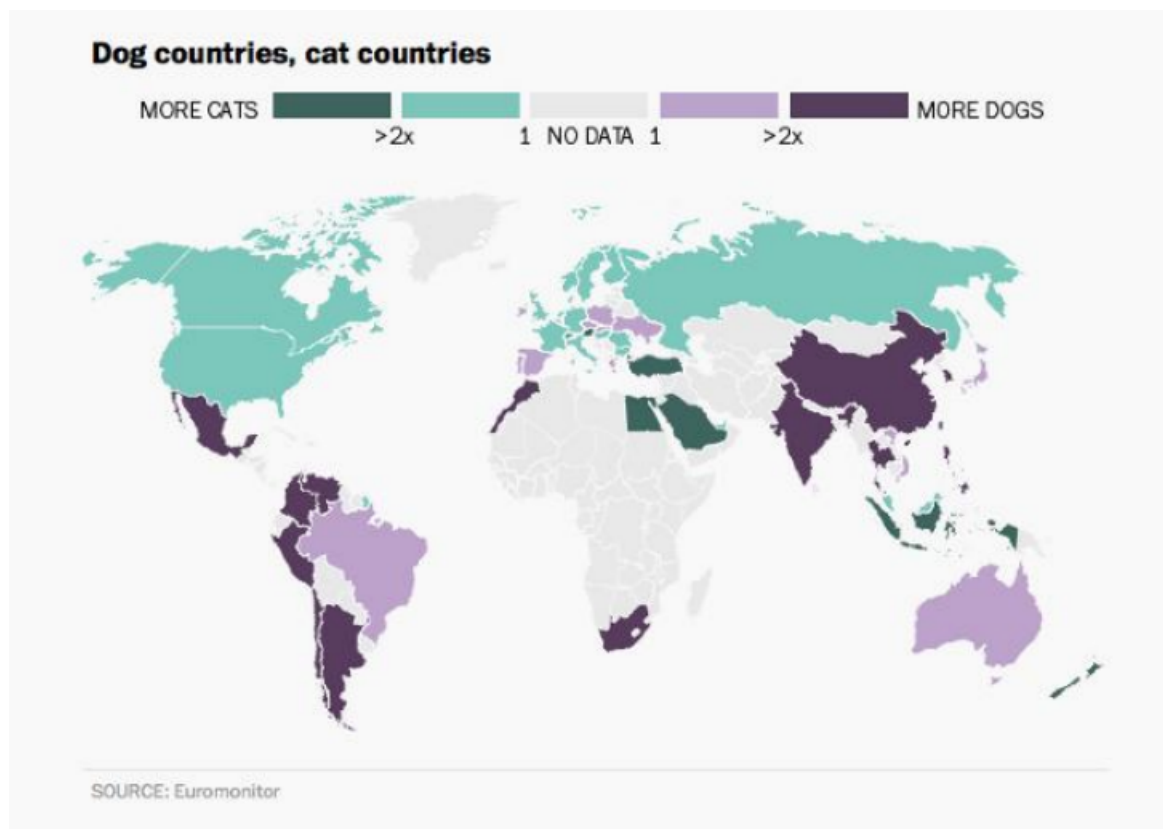 Dog countries, cat countries
MORE CATS MORE DOGS
>2x 1 NO DATA 1 >2x
SOURCE: Euromonitor